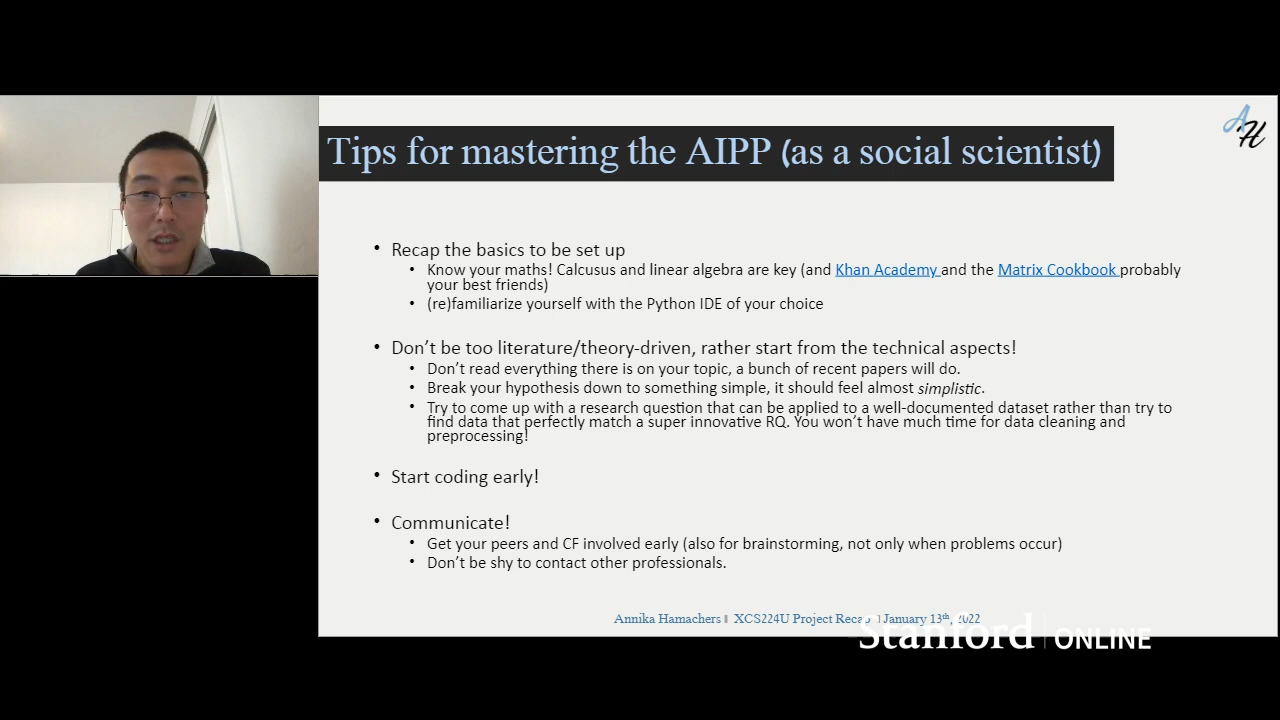 Tips for mastering the AIPP (as a social scientist)
AH
• Recap the basics to be set up
• Know your maths! Calcusus and linear algebra are key (and Khan Academy and the Matrix Cookbook probably
your best friends)
• (re)familiarize yourself with the Python IDE of your choice
• Don't be too literature/theory-driven, rather start from the technical aspects!
• Don't read everything there is on your topic, a bunch of recent papers will do.
• Break your hypothesis down to something simple, it should feel almost simplistic.
• Try to come up with a research question that can be applied to a well-documented dataset rather than try to
find data that perfectly match a super innovative RQ. You won't have much time for data cleaning and
preprocessing!
• Start coding early!
• Communicate!
• Get your peers and CF involved early (also for brainstorming, not only when problems occur)
• Don't be shy to contact other professionals.
Annika Hamachers | XCS224U Project Recap | January 13th, 2022
Stanford | ONLINE